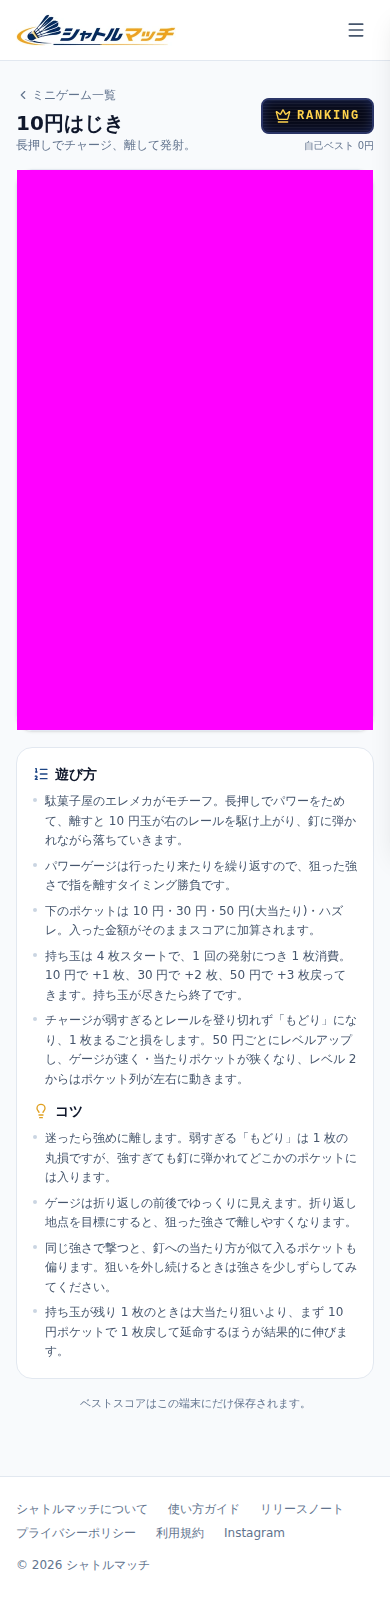 シャトルマッチ
ミニゲーム一覧
10円はじき
長押しでチャージ、離して発射。
RANKING
自己ベスト 0円
遊び方
駄菓子屋のエレメカがモチーフ。長押しでパワーをため
て、離すと 10 円玉が右のレールを駆け上がり、釘に弾か
れながら落ちていきます。
パワーゲージは行ったり来たりを繰り返すので、狙った強
さで指を離すタイミング勝負です。
下のポケットは 10 円・30 円・50 円(大当たり)・ハズ
レ。入った金額がそのままスコアに加算されます。
持ち玉は 4 枚スタートで、1 回の発射につき 1 枚消費。
10 円で +1 枚、30 円で +2 枚、50 円で +3 枚戻って
きます。持ち玉が尽きたら終了です。
チャージが弱すぎるとレールを登り切れず「もどり」にな
り、1 枚まるごと損をします。50 円ごとにレベルアップ
し、ゲージが速く・当たりポケットが狭くなり、レベル 2
からはポケット列が左右に動きます。
コツ
迷ったら強めに離します。弱すぎる「もどり」は 1 枚の
丸損ですが、強すぎても釘に弾かれてどこかのポケットに
は入ります。
ゲージは折り返しの前後でゆっくりに見えます。折り返し
地点を目標にすると、狙った強さで離しやすくなります。
同じ強さで撃つと、釘への当たり方が似て入るポケットも
偏ります。狙いを外し続けるときは強さを少しずらしてみ
てください。
持ち玉が残り 1 枚のときは大当たり狙いより、まず 10
円ポケットで 1 枚戻して延命するほうが結果的に伸びま
す。
ベストスコアはこの端末にだけ保存されます。
シャトルマッチについて 使い方ガイド リリースノート
プライバシーポリシー 利用規約 Instagram
© 2026 シャトルマッチ